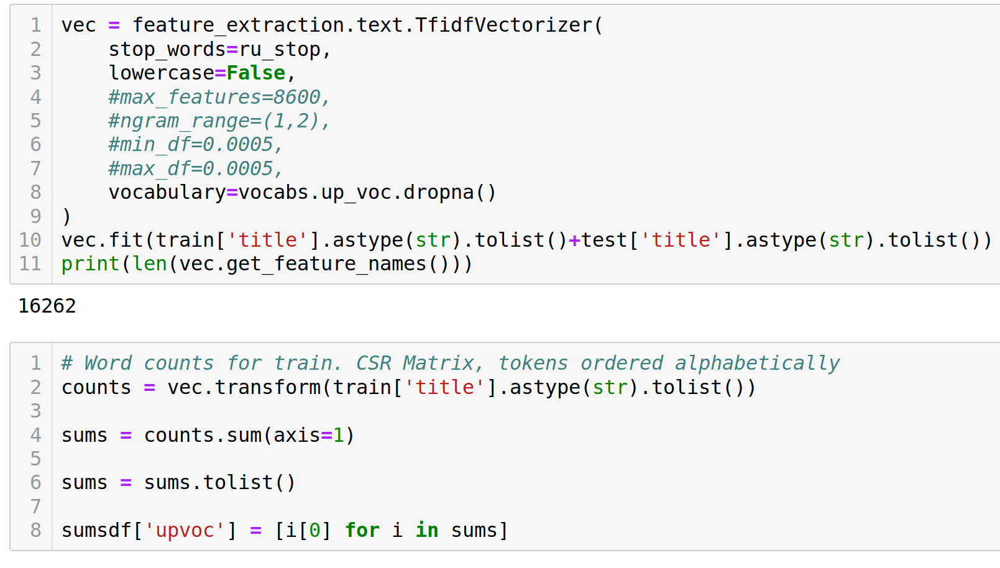 1 vec = feature_extraction.text.TfidfVectorizer(
2     stop_words=ru_stop,
3     lowercase=False,
4     #max_features=8600,
5     #ngram_range=(1,2),
6     #min_df=0.0005,
7     #max_df=0.0005,
8     vocabulary=vocabs.up_voc.dropna()
9 )
10 vec.fit(train['title'].astype(str).tolist()+test['title'].astype(str).tolist())
11 print(len(vec.get_feature_names()))
16262
1 # Word counts for train. CSR Matrix, tokens ordered alphabetically
2 counts = vec.transform(train['title'].astype(str).tolist())
3
4 sums = counts.sum(axis=1)
5
6 sums = sums.tolist()
7
8 sumsdf['upvoc'] = [i[0] for i in sums]